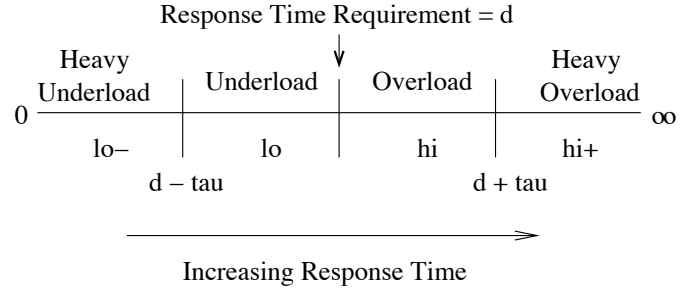 Response Time Requirement = d
Heavy Underload
Underload
Overload
Heavy Overload
0
∞
lo−
lo
hi
hi+
d − tau
d + tau
Increasing Response Time